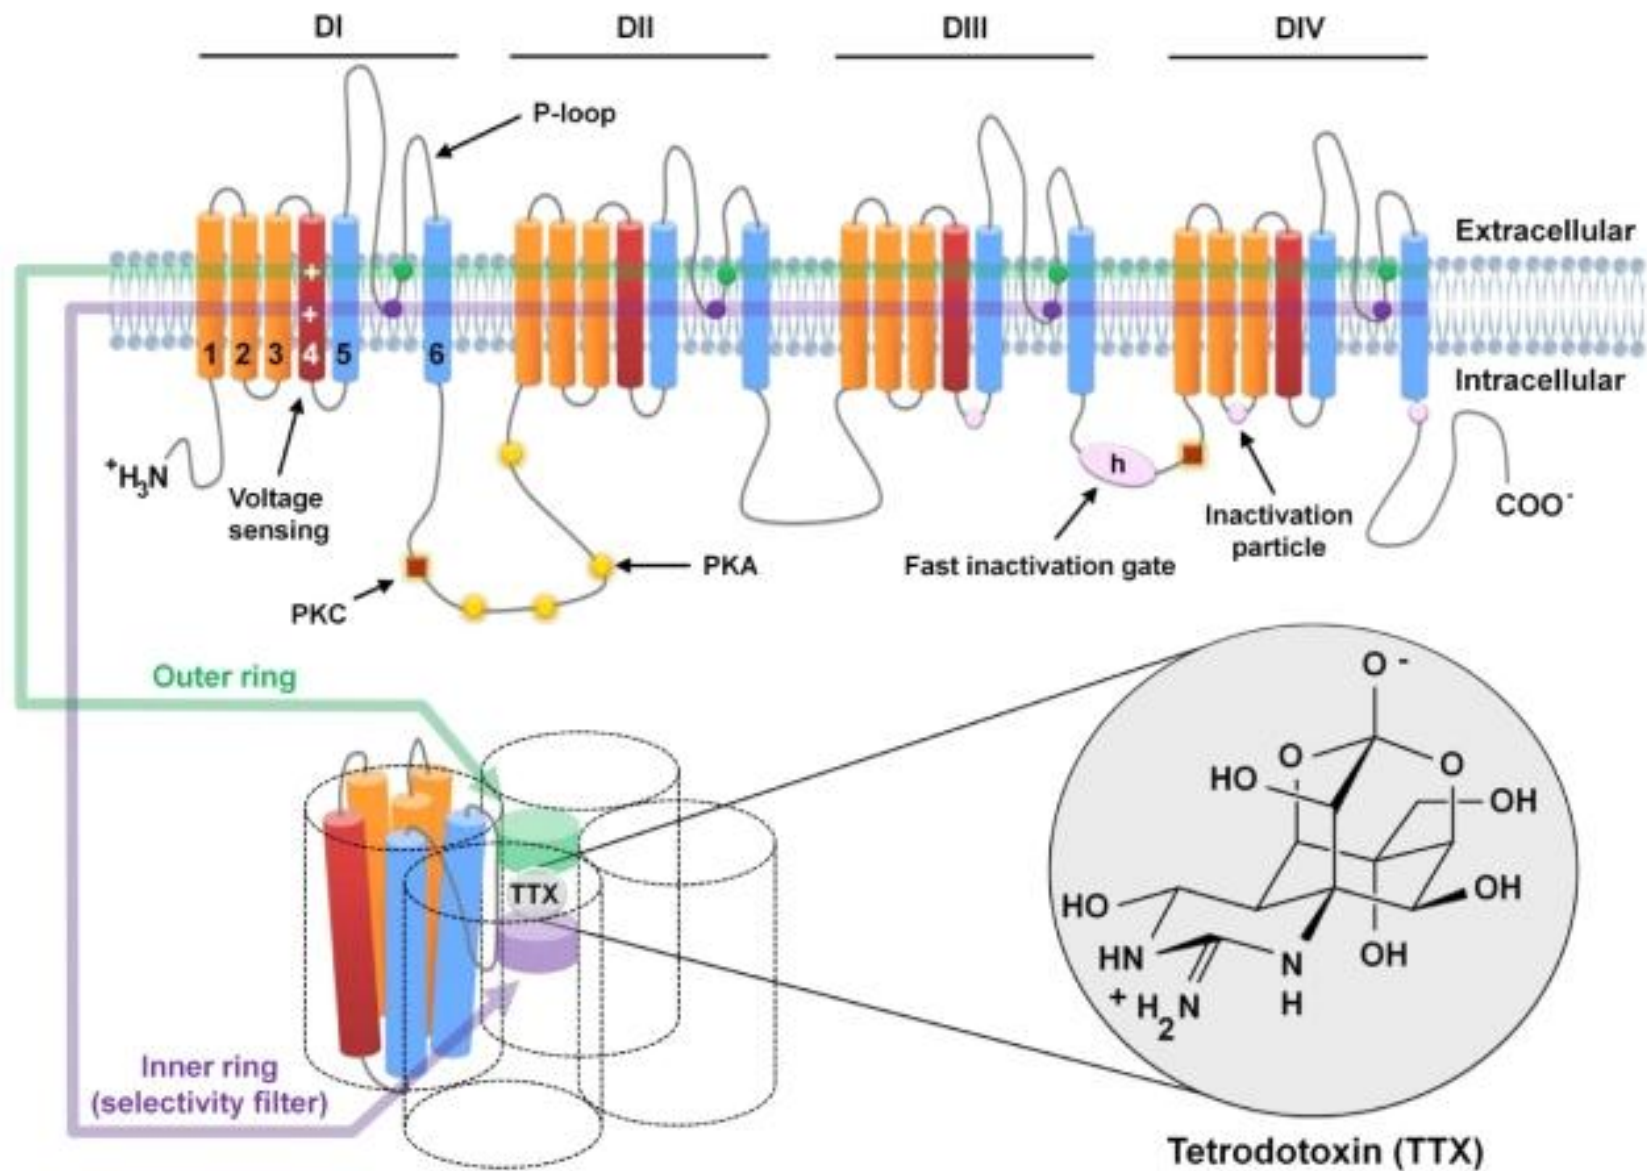 DI
DII
DIII
DIV
P-loop
Extracellular
+
+
1 2 3 4 5 6
Intracellular
+H3N
Voltage
sensing
h
COO-
Inactivation
particle
Fast inactivation gate
PKA
PKC
Outer ring
TTX
Inner ring
(selectivity filter)
O -
O
O
HO
OH
HO
OH
HN
N
H
OH
+ H2N
Tetrodotoxin (TTX)